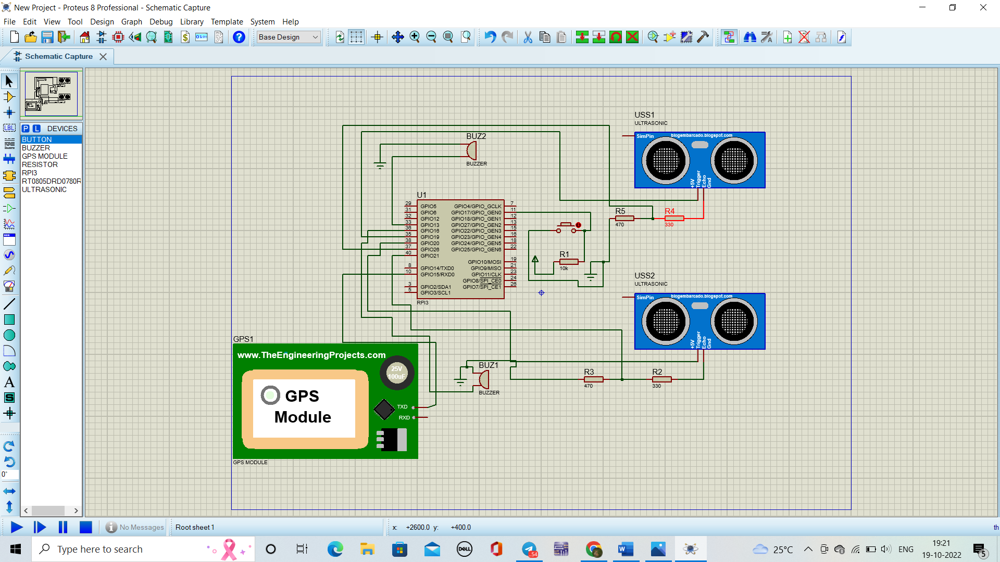 New Project - Proteus 8 Professional - Schematic Capture
File Edit View Tool Design Graph Debug Library Template System Help
Base Design
Schematic Capture
P L DEVICES
BUTTON
BUZZER
GPS MODULE
RESISTOR
RPI3
RT0805DRD0780R
ULTRASONIC
LBL
A
S
0°
USS1
ULTRASONIC
SimPin
blogembarcado.blogspot.com
+5V
Trigger
Echo
Gnd
BUZ2
BUZZER
U1
29 GPIO5
31 GPIO6
32 GPIO12
33 GPIO13
36 GPIO16
35 GPIO19
38 GPIO20
37 GPIO26
40 GPIO21
8 GPIO14/TXD0
10 GPIO15/RXD0
3 GPIO2/SDA1
5 GPIO3/SCL1
GPIO4/GPIO_GCLK 7
GPIO17/GPIO_GEN0 11
GPIO18/GPIO_GEN1 12
GPIO27/GPIO_GEN2 13
GPIO22/GPIO_GEN3 15
GPIO23/GPIO_GEN4 16
GPIO24/GPIO_GEN5 18
GPIO25/GPIO_GEN6 22
GPIO10/MOSI 19
GPIO9/MISO 21
GPIO11/CLK 23
GPIO8/SPI_CE0 24
GPIO7/SPI_CE1 26
RPI3
R5
470
R4
330
R1
10k
USS2
ULTRASONIC
SimPin
blogembarcado.blogspot.com
+5V
Trigger
Echo
Gnd
GPS1
www.TheEngineeringProjects.com
25V
100uF
GPS
Module
TXD
RXD
GPS MODULE
BUZ1
BUZZER
R3
470
R2
330
No Messages
Root sheet 1
x: +2600.0 y: +400.0
th
Type here to search
DELL
54
W
25°C
ENG
19:21
19-10-2022
5